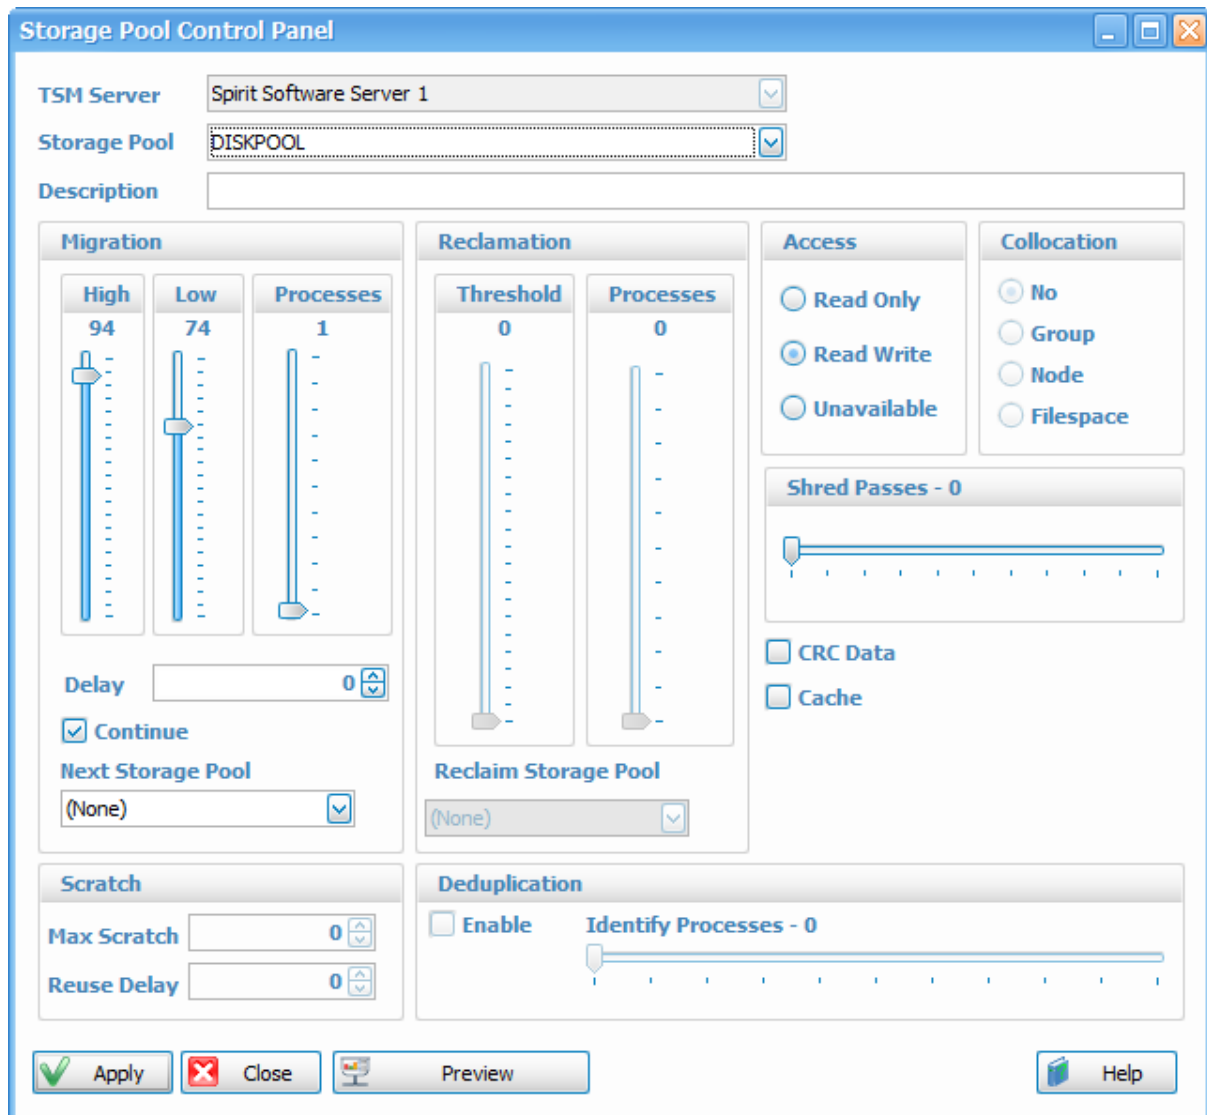 Storage Pool Control Panel
TSM Server Spirit Software Server 1
Storage Pool DISKPOOL
Description
Migration
High Low Processes
94 74 1
Delay 0
Continue
Next Storage Pool
(None)
Reclamation
Threshold Processes
0 0
Reclaim Storage Pool
(None)
Access
Read Only
Read Write
Unavailable
Collocation
No
Group
Node
Filespace
Shred Passes - 0
CRC Data
Cache
Scratch
Max Scratch 0
Reuse Delay 0
Deduplication
Enable Identify Processes - 0
Apply Close Preview Help